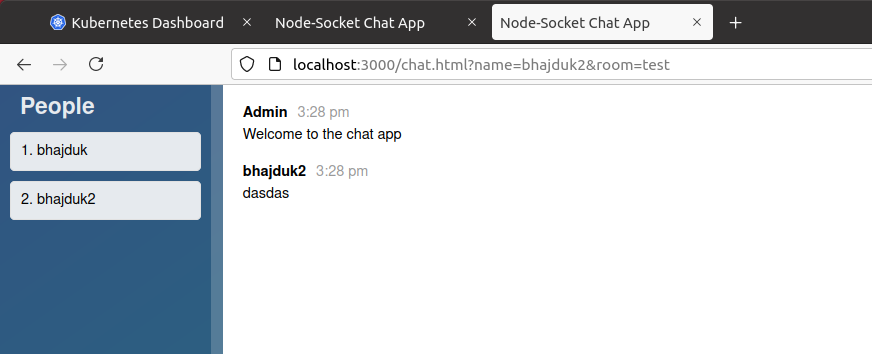 Kubernetes Dashboard
Node-Socket Chat App
Node-Socket Chat App
localhost:3000/chat.html?name=bhajduk2&room=test
People
1. bhajduk
2. bhajduk2
Admin 3:28 pm
Welcome to the chat app
bhajduk2 3:28 pm
dasdas